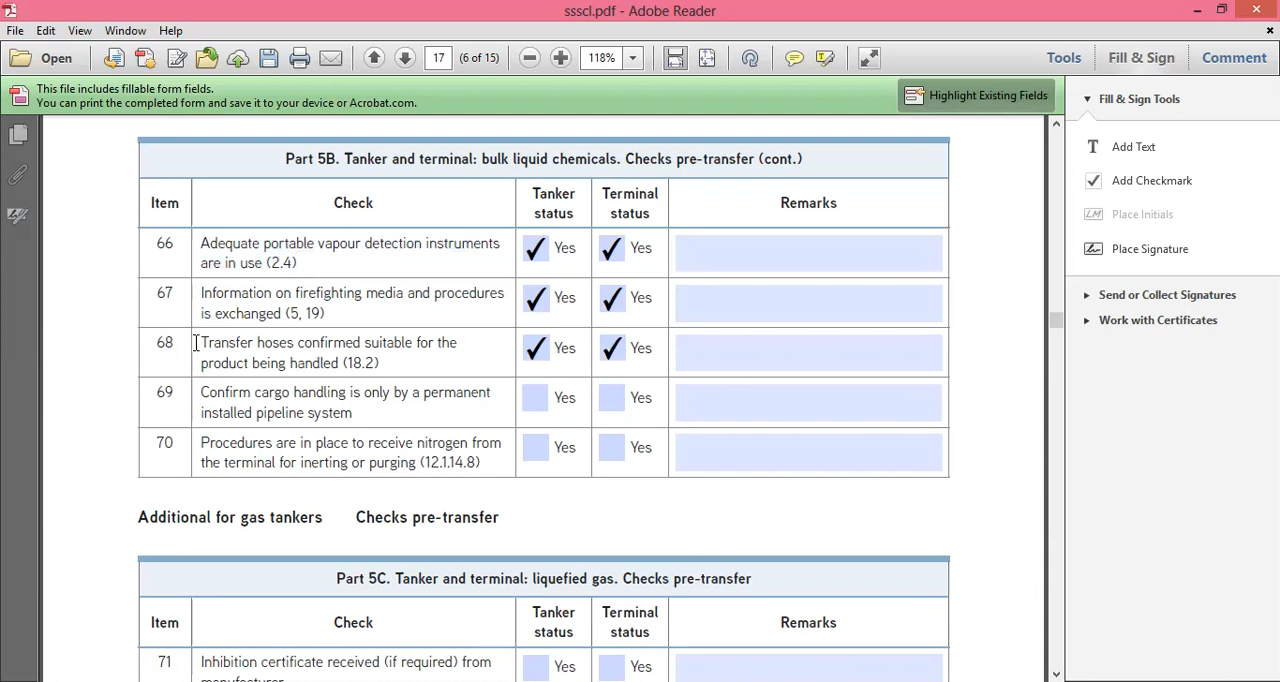 ssscl.pdf - Adobe Reader
File Edit View Window Help
Open 17 (6 of 15) 118% Tools Fill & Sign Comment
This file includes fillable form fields.
You can print the completed form and save it to your device or Acrobat.com.
Highlight Existing Fields
Part 5B. Tanker and terminal: bulk liquid chemicals. Checks pre-transfer (cont.)
Item Check Tanker status Terminal status Remarks
66 Adequate portable vapour detection instruments Yes Yes
are in use (2.4)
67 Information on firefighting media and procedures Yes Yes
is exchanged (5, 19)
68 Transfer hoses confirmed suitable for the Yes Yes
product being handled (18.2)
69 Confirm cargo handling is only by a permanent Yes Yes
installed pipeline system
70 Procedures are in place to receive nitrogen from Yes Yes
the terminal for inerting or purging (12.1.14.8)
Additional for gas tankers Checks pre-transfer
Part 5C. Tanker and terminal: liquefied gas. Checks pre-transfer
Item Check Tanker status Terminal status Remarks
71 Inhibition certificate received (if required) from Yes Yes
manufacturer
Fill & Sign Tools
T Add Text
Add Checkmark
LM Place Initials
Place Signature
Send or Collect Signatures
Work with Certificates